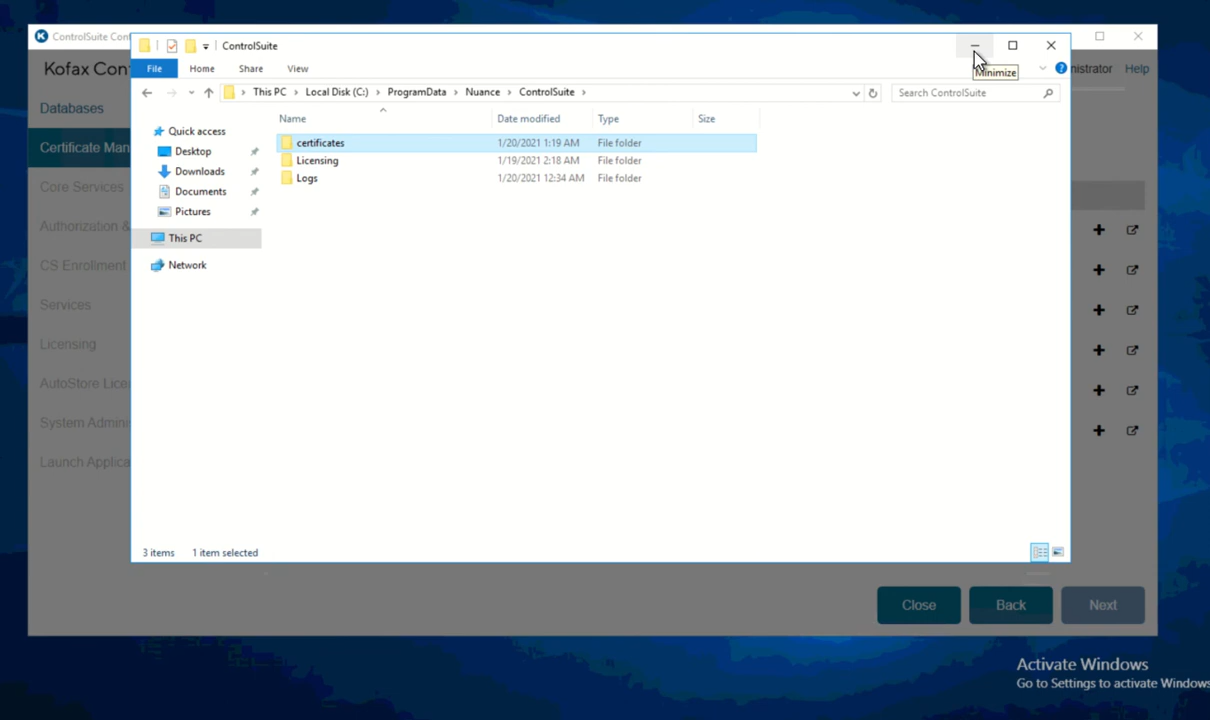 ControlSuite Con
ControlSuite
Kofax Con
File Home Share View
nistrator Help
Minimize
This PC Local Disk (C:) ProgramData Nuance ControlSuite
Search ControlSuite
Databases
Certificate Man
Core Services
Authorization &
CS Enrollment
Services
Licensing
AutoStore Lice
System Adminis
Launch Applica
Quick access
Desktop
Downloads
Documents
Pictures
This PC
Network
Name Date modified Type Size
certificates 1/20/2021 1:19 AM File folder
Licensing 1/19/2021 2:18 AM File folder
Logs 1/20/2021 12:34 AM File folder
3 items 1 item selected
Close Back Next
Activate Windows
Go to Settings to activate Windows